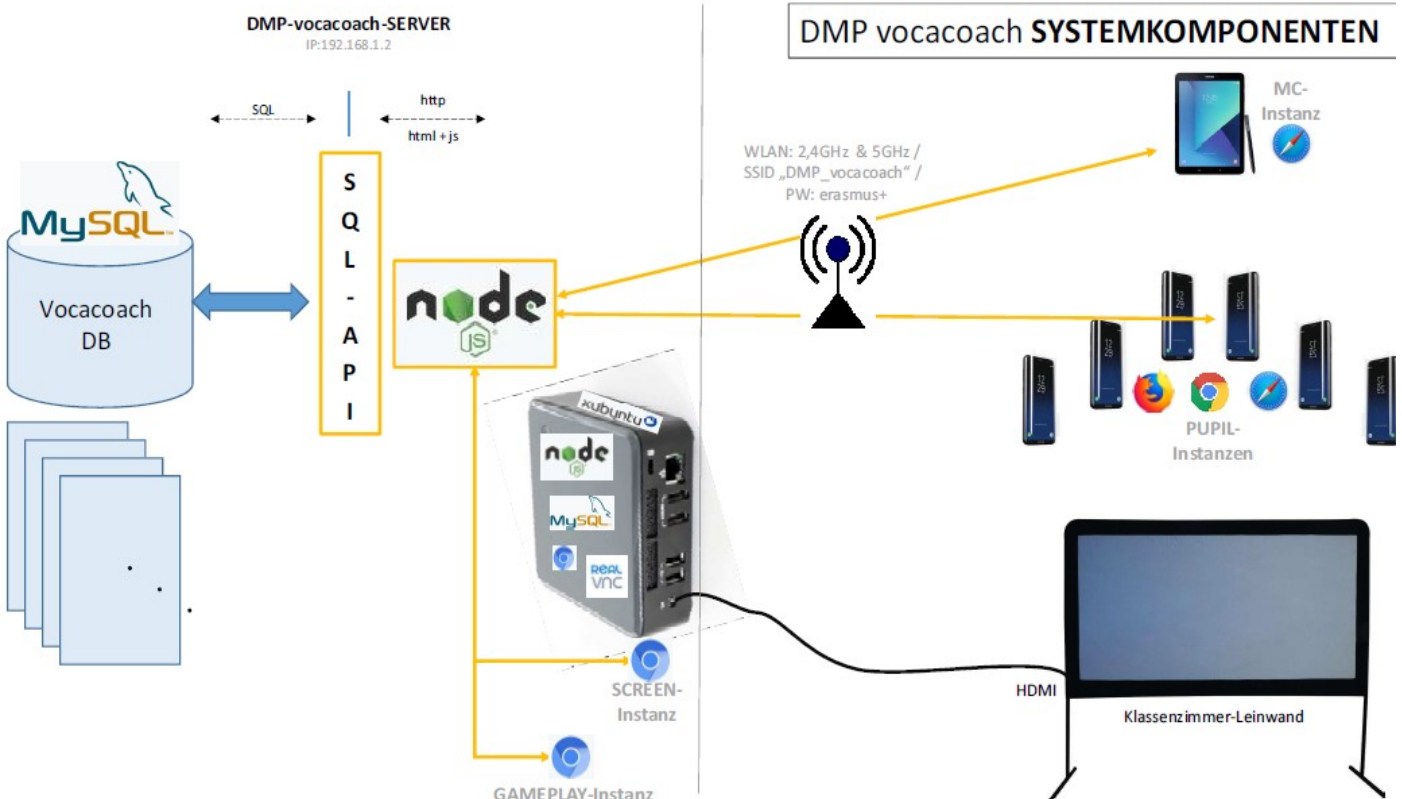 DMP-vocacoach-SERVER
IP:192.168.1.2
DMP vocacoach SYSTEMKOMPONENTEN
SQL
http
html + js
MC-
Instanz
WLAN: 2,4GHz & 5GHz /
SSID „DMP_vocacoach“ /
PW: erasmus+
MySQL
Vocacoach
DB
S
Q
L
-
A
P
I
node
JS
xubuntu
node
JS
MySQL
REAL
VNC
PUPIL-
Instanzen
SCREEN-
Instanz
HDMI
Klassenzimmer-Leinwand
GAMEPLAY-Instanz